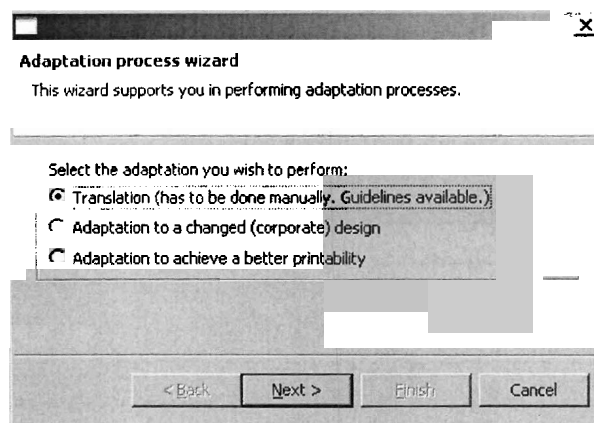 Adaptation process wizard
This wizard supports you in performing adaptation processes.
Select the adaptation you wish to perform:
Translation (has to be done manually. Guidelines available.)
Adaptation to a changed (corporate) design
Adaptation to achieve a better printability
< Back Next > Finish Cancel